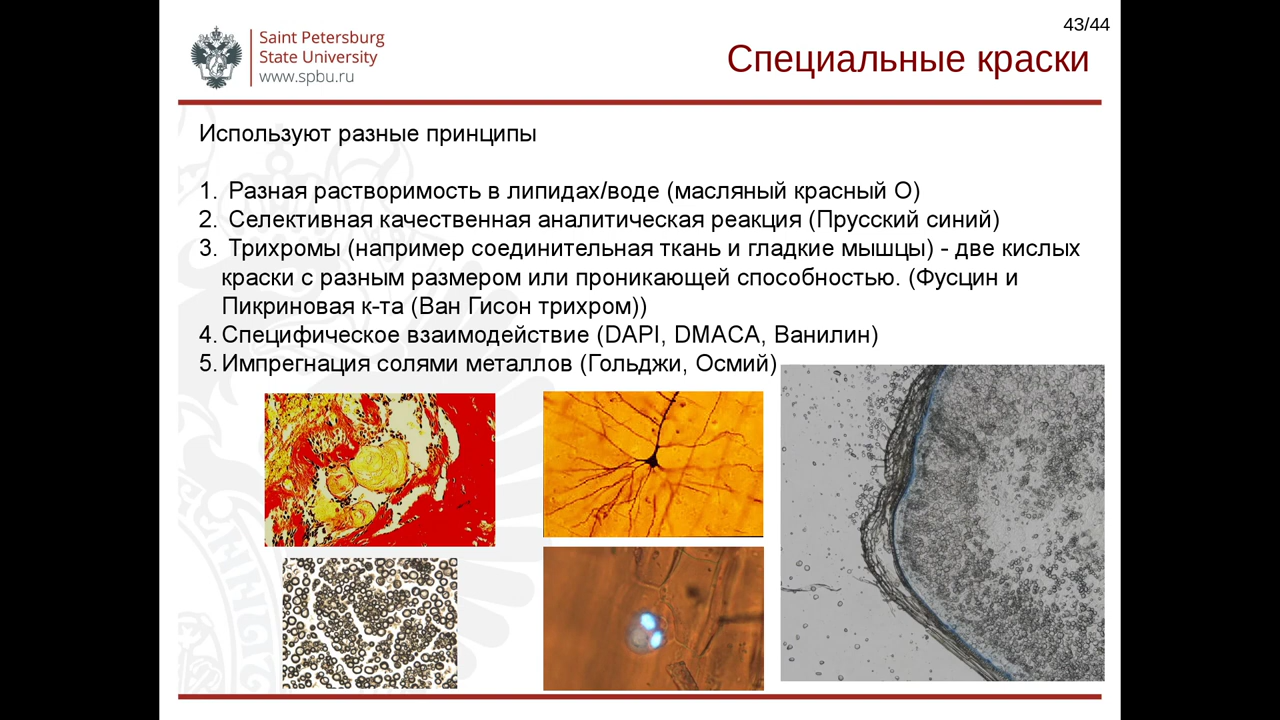 43/44
Saint Petersburg
State University
www.spbu.ru
Специальные краски
Используют разные принципы
1. Разная растворимость в липидах/воде (масляный красный О)
2. Селективная качественная аналитическая реакция (Прусский синий)
3. Трихромы (например соединительная ткань и гладкие мышцы) - две кислых
краски с разным размером или проникающей способностью. (Фусцин и
Пикриновая к-та (Ван Гисон трихром))
4. Специфическое взаимодействие (DAPI, DMACA, Ванилин)
5. Импрегнация солями металлов (Гольджи, Осмий)